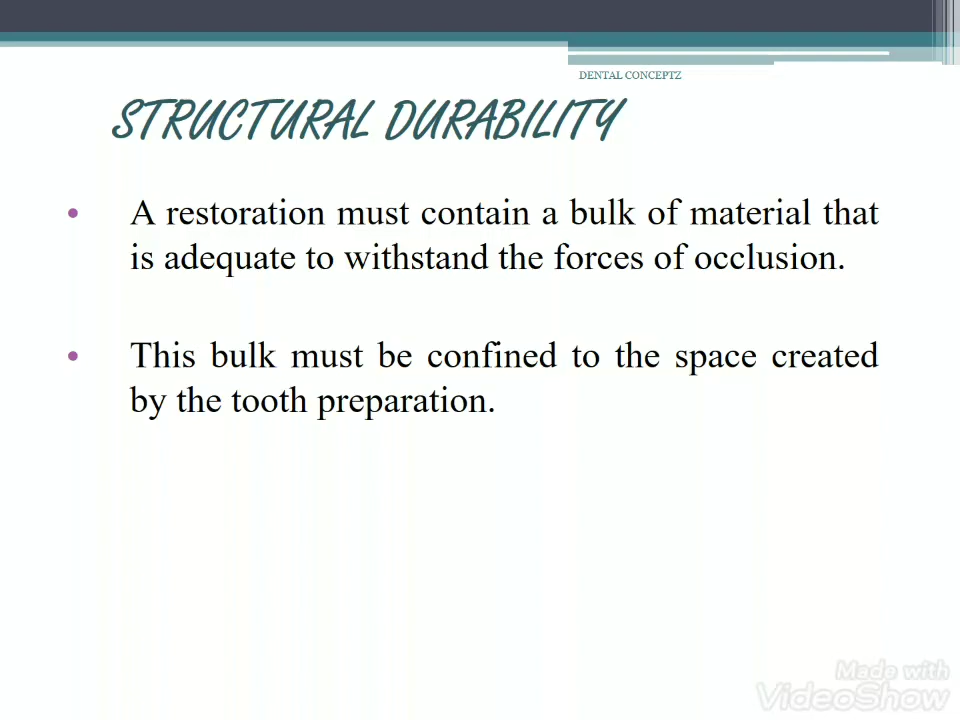 DENTAL CONCEPTZ
STRUCTURAL DURABILITY
• A restoration must contain a bulk of material that
is adequate to withstand the forces of occlusion.
• This bulk must be confined to the space created
by the tooth preparation.
Made with
VideoShow